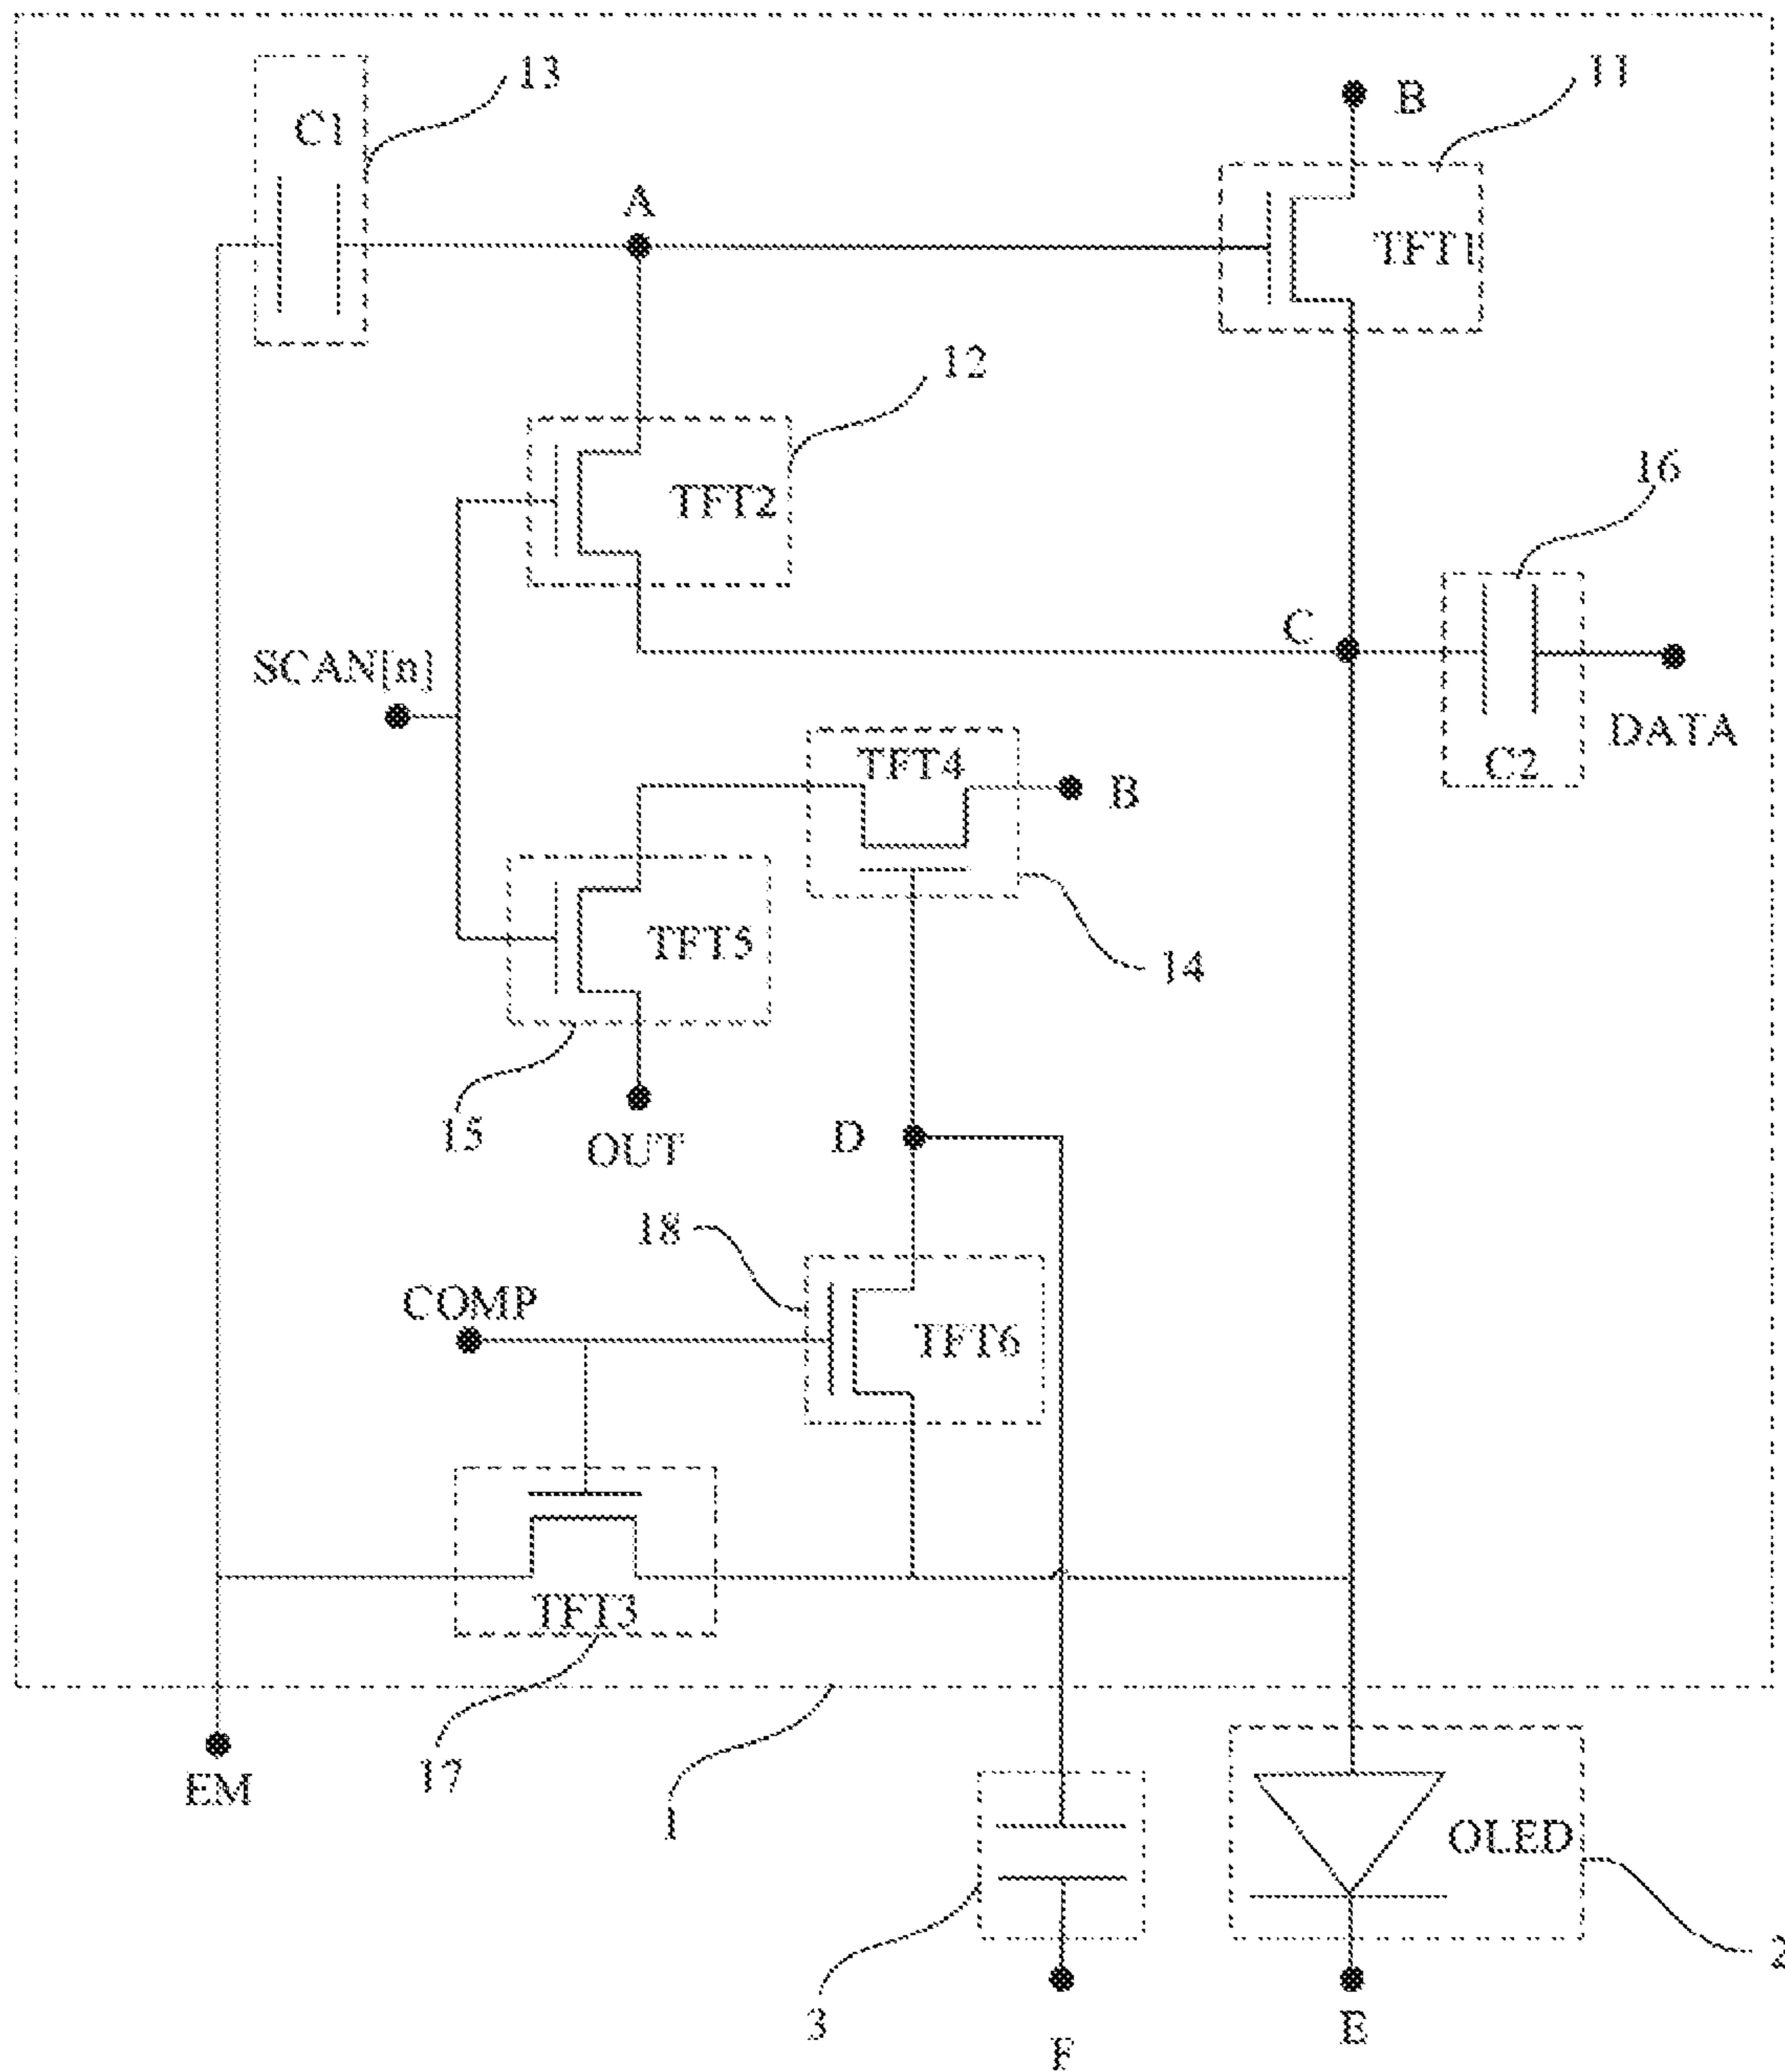 13
C1
11
B
A
TFT1
12
TFT2
16
C
SCAN[n]
DATA
TFT4
C2
B
TFT5
14
15
OUT
D
18
COMP
TFT6
TFT3
EM
17
1
OLED
2
3
F
E